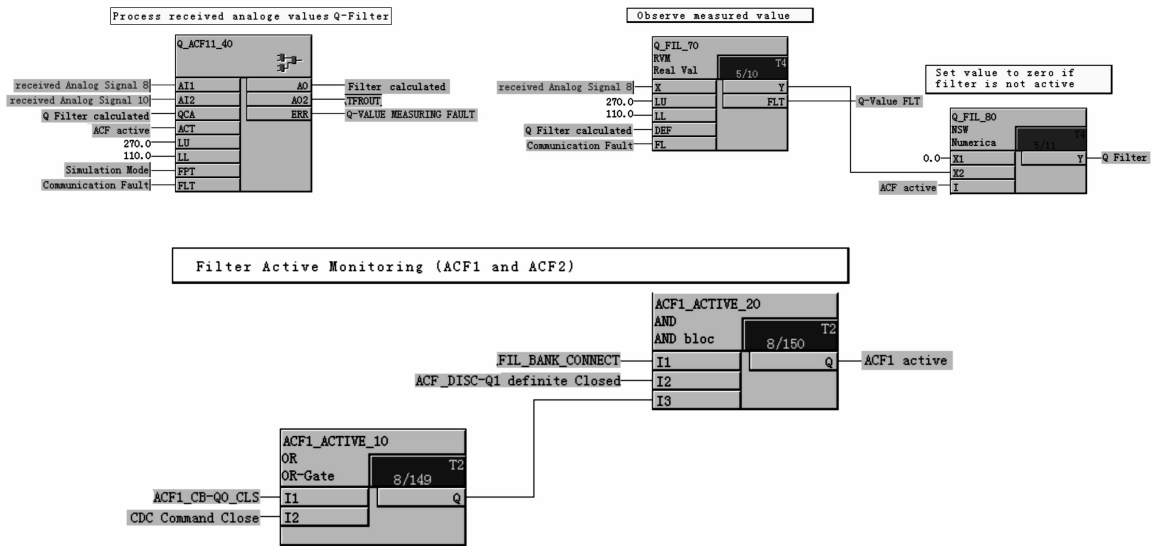 Process received analoge values Q-Filter
Q_ACF11_40
received Analog Signal 8 AI1 AO Filter calculated
received Analog Signal 10 AI2 AO2 TFROUT
Q Filter calculated QCA ERR Q-VALUE MEASURING FAULT
ACF active ACT
270.0 LU
110.0 LL
Simulation Mode FPT
Communication Fault FLT
Observe measured value
Q_FIL_70
RVM T4
Real Val 5/10
received Analog Signal 8 X Y
270.0 LU FLT Q-Value FLT
110.0 LL
Q Filter calculated DEF
Communication Fault FL
Set value to zero if
filter is not active
Q_FIL_80
NSW T4
Numerica 5/11
0.0 X1 Y Q Filter
X2
ACF active I
Filter Active Monitoring (ACF1 and ACF2)
ACF1_ACTIVE_20
AND T2
AND bloc 8/150
FIL_BANK_CONNECT I1 Q ACF1 active
ACF_DISC-Q1 definite Closed I2
I3
ACF1_ACTIVE_10
OR T2
OR-Gate 8/149
ACF1_CB-Q0_CLS I1 Q
CDC Command Close I2